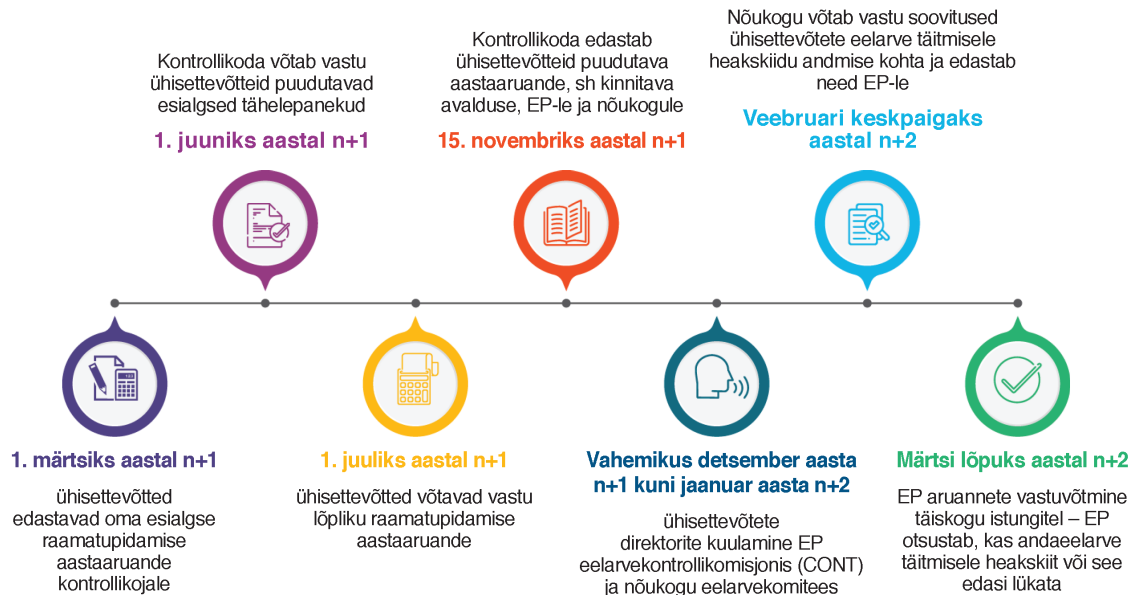 Kontrollikoda võtab vastu
ühisettevõtteid puudutavad
esialgsed tähelepanekud
1. juuniks aastal n+1
Kontrollikoda edastab
ühisettevõtteid puudutava
aastaaruande, sh kinnitava
avalduse, EP-le ja nõukogule
15. novembriks aastal n+1
Nõukogu võtab vastu soovitused
ühisettevõtete eelarve täitmisele
heakskiidu andmise kohta ja edastab
need EP-le
Veebruari keskpaigaks
aastal n+2
1. märtsiks aastal n+1
ühisettevõtted
edastavad oma esialgse
raamatupidamise
aastaaruande
kontrollikojale
1. juuliks aastal n+1
ühisettevõtted võtavad vastu
lõpliku raamatupidamise
aastaaruande
Vahemikus detsember aasta
n+1 kuni jaanuar aasta n+2
ühisettevõtete
direktorite kuulamine EP
eelarvekontrollikomisjonis (CONT)
ja nõukogu eelarvekomitees
Märtsi lõpuks aastal n+2
EP aruannete vastuvõtmine
täiskogu istungitel – EP
otsustab, kas andaeelarve
täitmisele heakskiit või see
edasi lükata